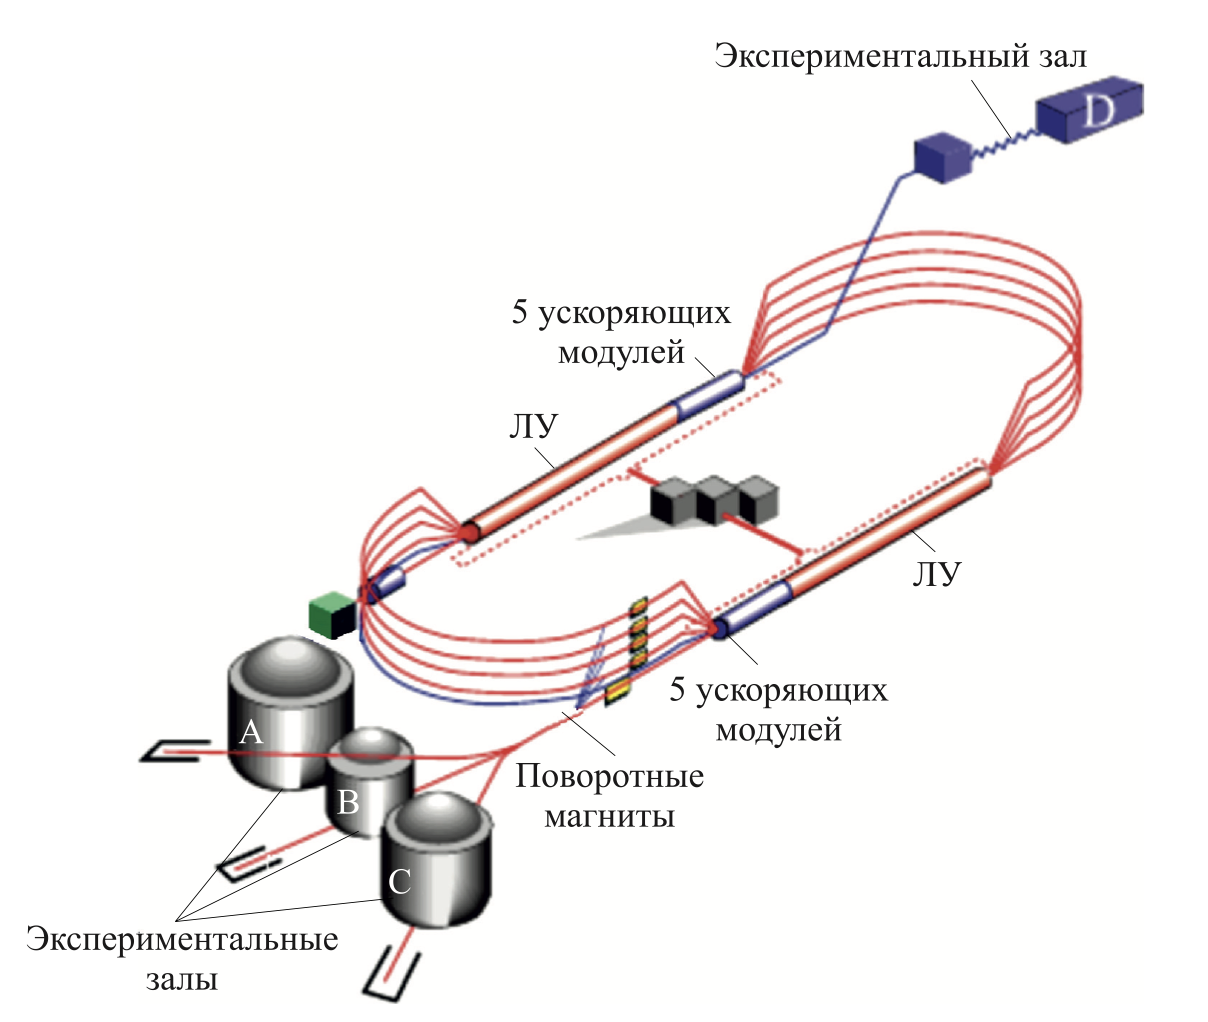 Экспериментальный зал
D
5 ускоряющих
модулей
ЛУ
ЛУ
5 ускоряющих
модулей
A
B
Поворотные
магниты
C
Экспериментальные
залы